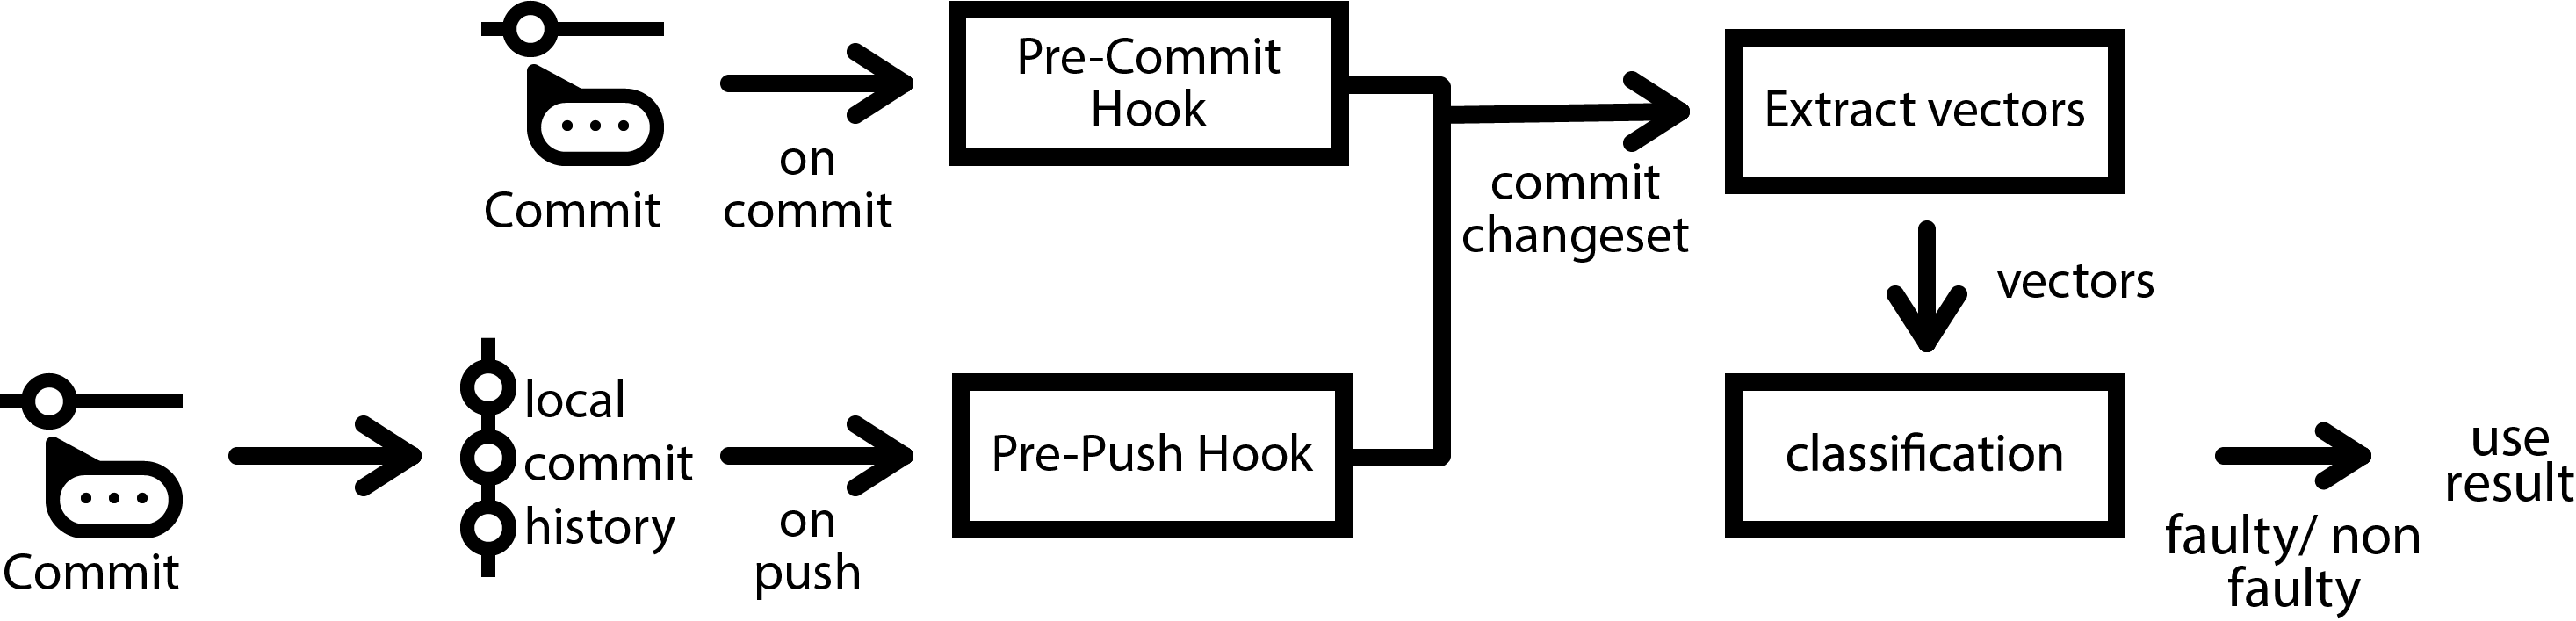 Commit
on
commit
Pre-Commit
Hook
commit
changeset
Extract vectors
vectors
Commit
local
commit
history
on
push
Pre-Push Hook
classification
faulty/ non
faulty
use
result